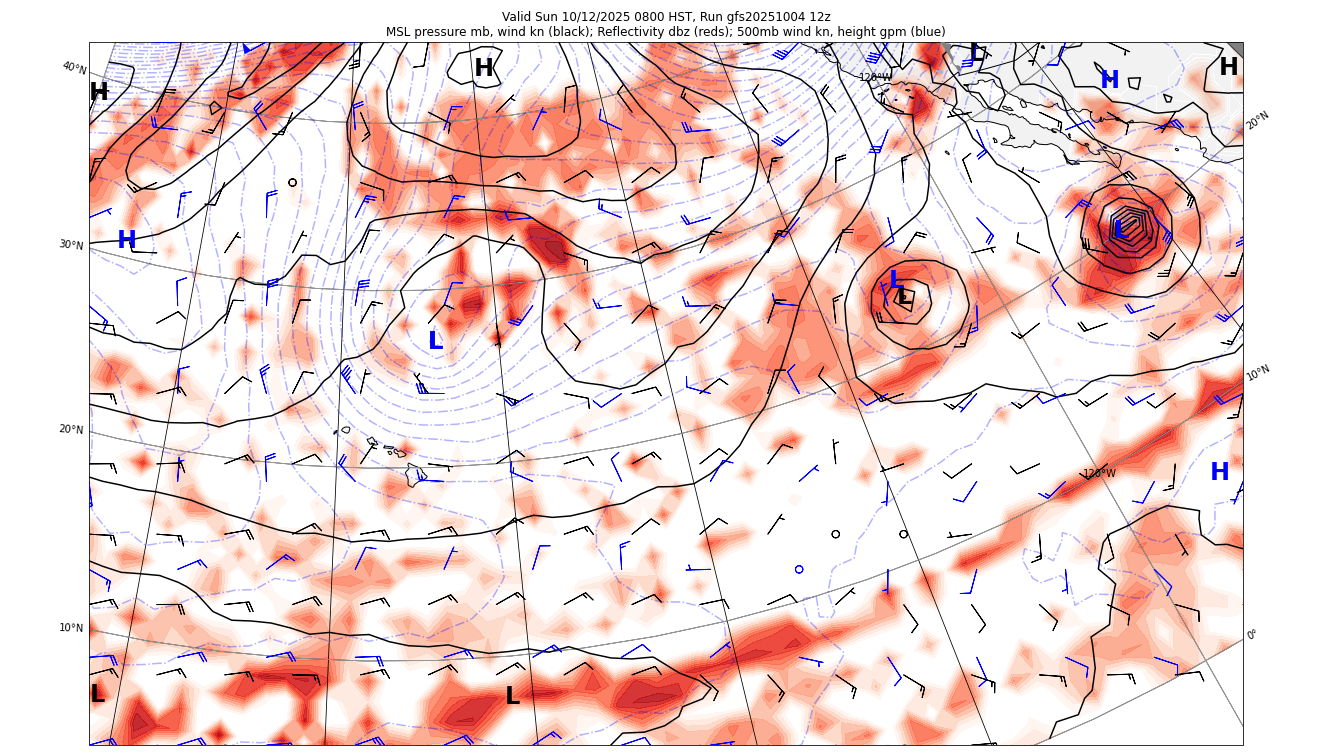 Valid Sun 10/12/2025 0800 HST, Run gfs20251004 12z
MSL pressure mb, wind kn (black); Reflectivity dbz (reds); 500mb wind kn, height gpm (blue)
40°N
H
H
120°W
L
H
H
20°N
30°N
H
L
L
L
L
10°N
20°N
120°W
H
10°N
0°
L
L